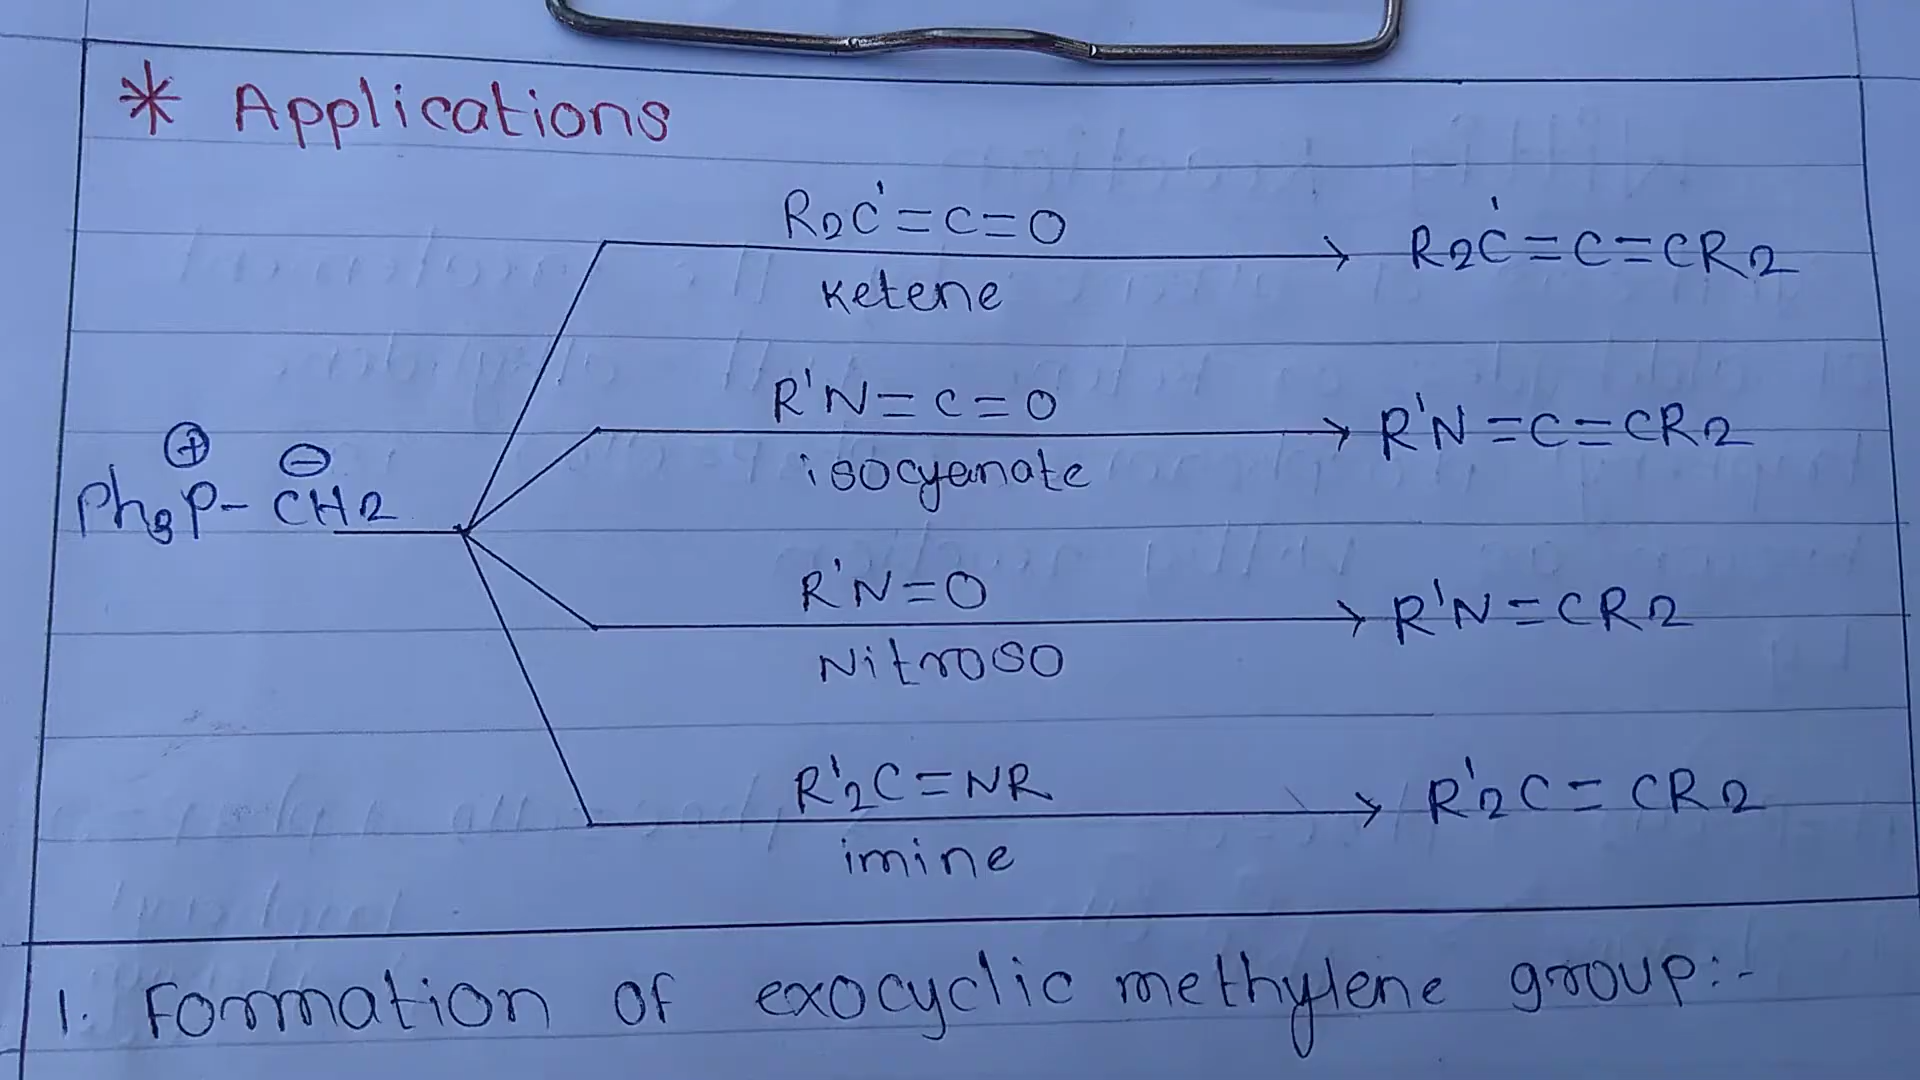 * Applications
R2C'=C=O
R2C'=C=CR2
ketene
R'N=C=O
R'N=C=CR2
isocyanate
⊕ ⊖
Ph3P-CH2
R'N=O
R'N=CR2
Nitroso
R'2C=NR
R'2C=CR2
imine
1. Formation of exocyclic methylene group:-